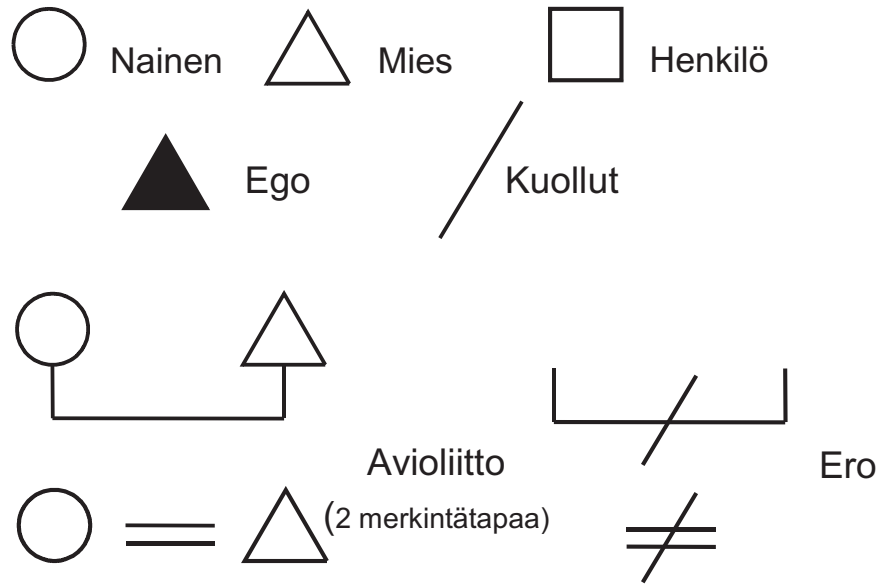 Nainen
Mies
Henkilö
Ego
Kuollut
Avioliitto
(2 merkintätapaa)
Ero